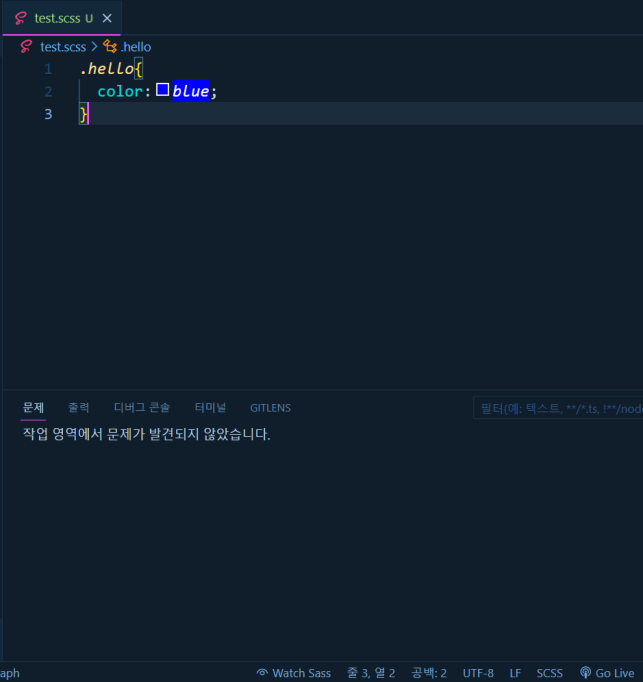 test.scss U
test.scss > .hello
1 .hello{
2 color: blue;
3 }
문제 출력 디버그 콘솔 터미널 GITLENS 필터(예: 텍스트, **/*.ts, !**/nod
작업 영역에서 문제가 발견되지 않았습니다.
aph Watch Sass 줄 3, 열 2 공백: 2 UTF-8 LF SCSS Go Live